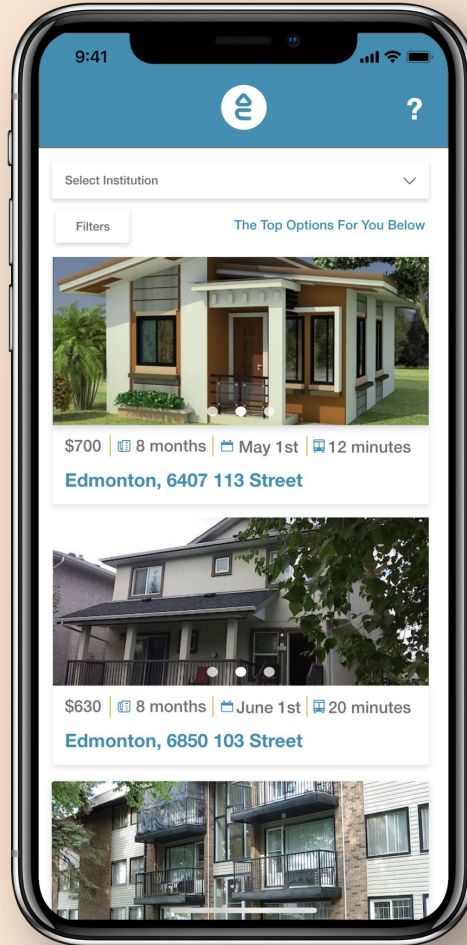 9:41
?
Select Institution
Filters
The Top Options For You Below
$700 8 months May 1st 12 minutes
Edmonton, 6407 113 Street
$630 8 months June 1st 20 minutes
Edmonton, 6850 103 Street